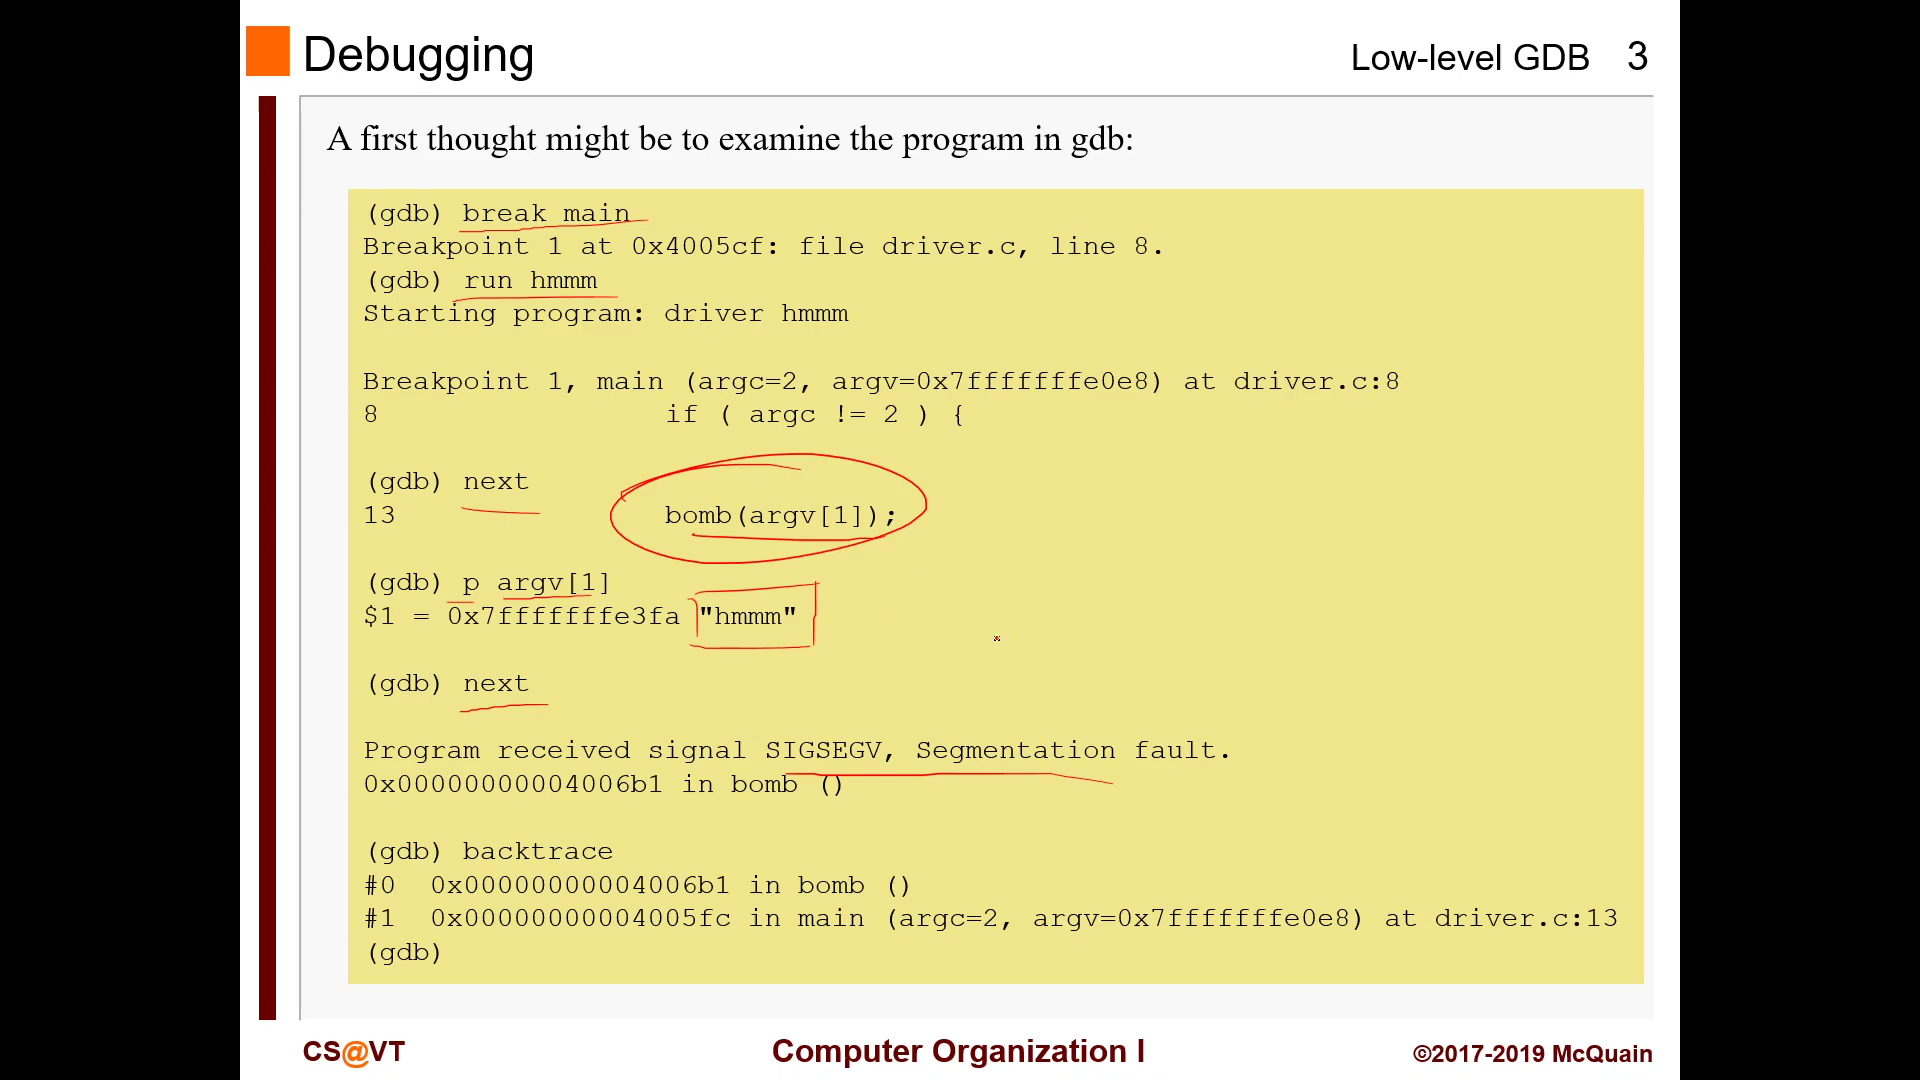 Debugging
Low-level GDB 3
A first thought might be to examine the program in gdb:
(gdb) break main
Breakpoint 1 at 0x4005cf: file driver.c, line 8.
(gdb) run hmmm
Starting program: driver hmmm
Breakpoint 1, main (argc=2, argv=0x7fffffffe0e8) at driver.c:8
8 if ( argc != 2 ) {
(gdb) next
13 bomb(argv[1]);
(gdb) p argv[1]
$1 = 0x7fffffffe3fa "hmmm"
(gdb) next
Program received signal SIGSEGV, Segmentation fault.
0x00000000004006b1 in bomb ()
(gdb) backtrace
#0 0x00000000004006b1 in bomb ()
#1 0x00000000004005fc in main (argc=2, argv=0x7fffffffe0e8) at driver.c:13
(gdb)
CS@VT
Computer Organization I
©2017-2019 McQuain